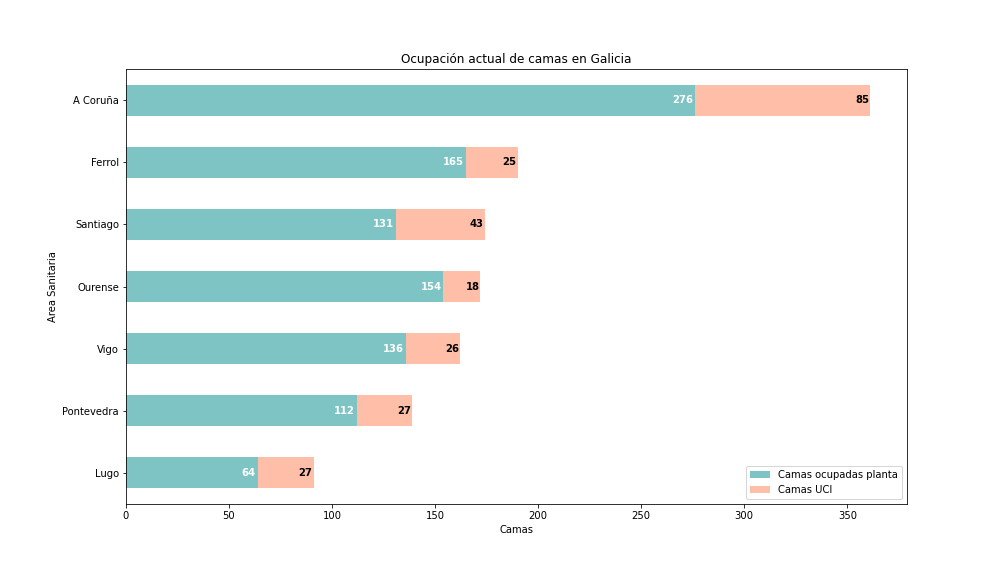 Ocupación actual de camas en Galicia
A Coruña 276 85
Ferrol 165 25
Santiago 131 43
Ourense 154 18
Vigo 136 26
Pontevedra 112 27
Lugo 64 27
Area Sanitaria
Camas ocupadas planta
Camas UCI
0 50 100 150 200 250 300 350
Camas